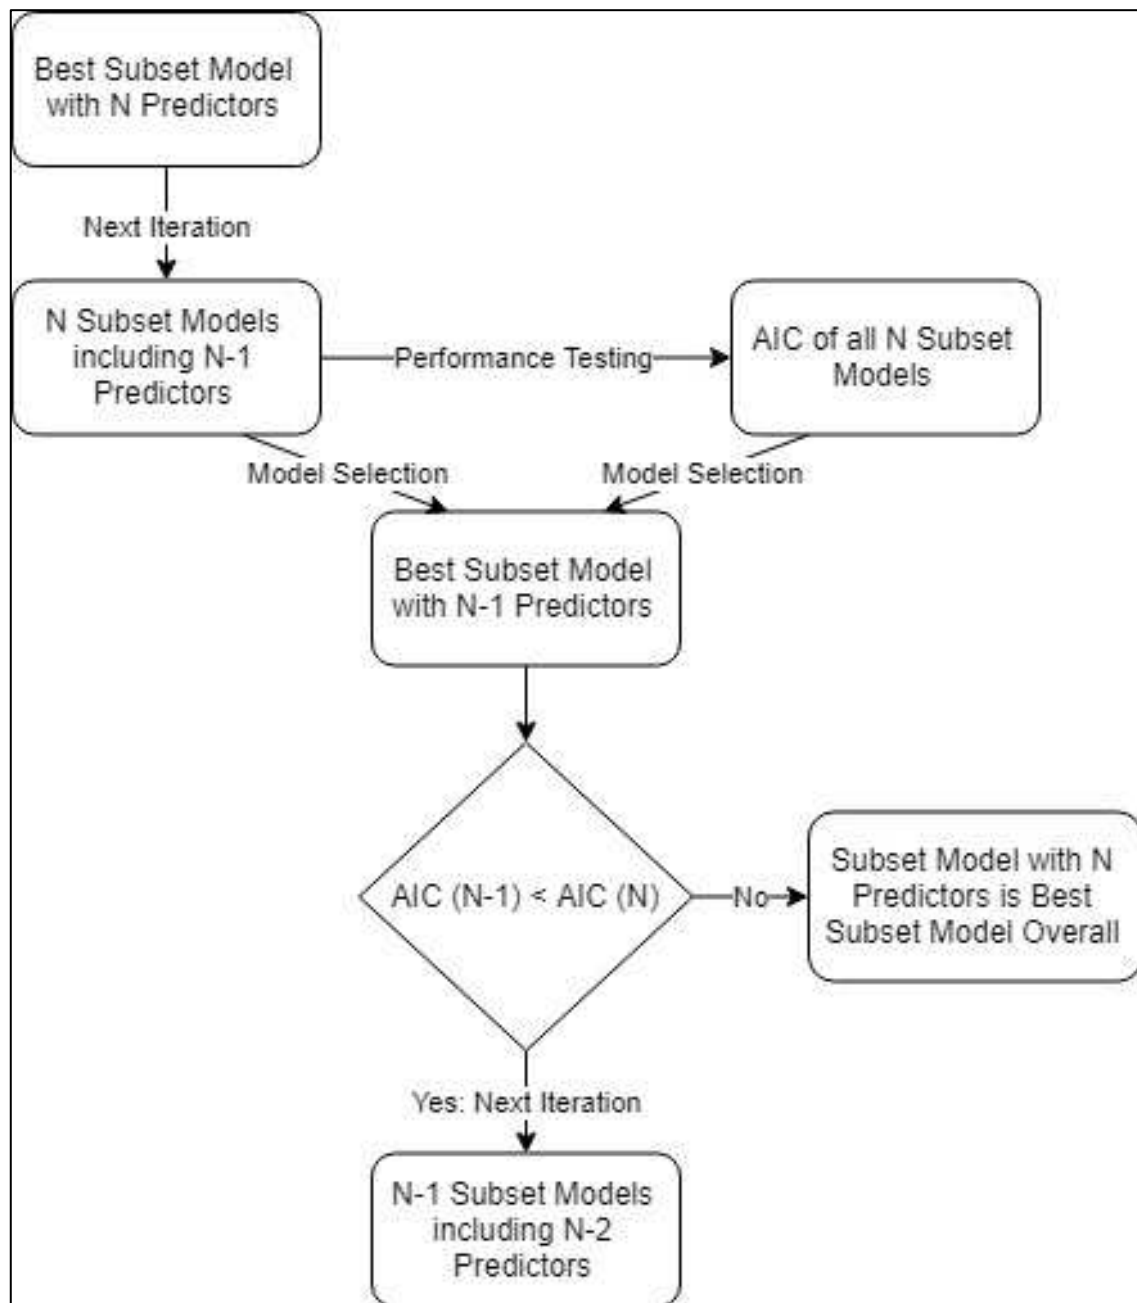 Best Subset Model
with N Predictors
Next Iteration
N Subset Models
including N-1
Predictors
Performance Testing
AIC of all N Subset
Models
Model Selection
Model Selection
Best Subset Model
with N-1 Predictors
AIC (N-1) < AIC (N)
No
Subset Model with N
Predictors is Best
Subset Model Overall
Yes: Next Iteration
N-1 Subset Models
including N-2
Predictors